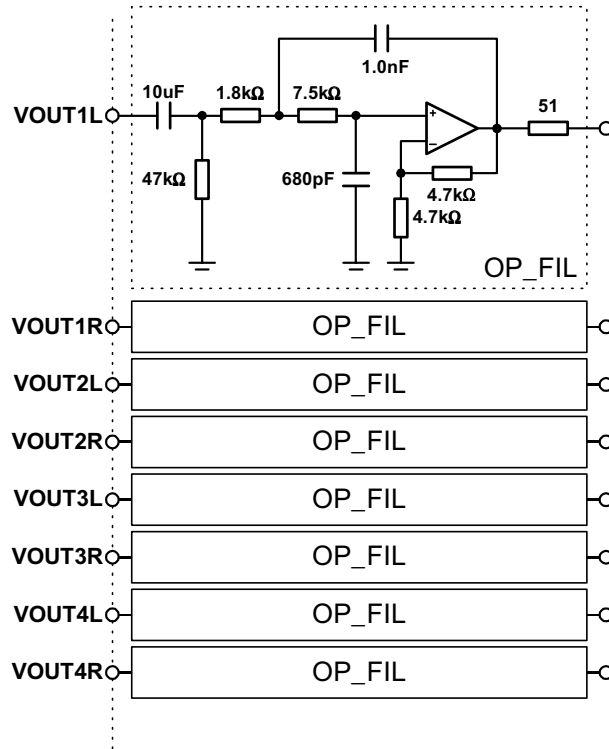 1.0nF
10uF
1.8kΩ
7.5kΩ
VOUT1L
+
51
−
47kΩ
680pF
4.7kΩ
4.7kΩ
OP_FIL
VOUT1R OP_FIL
VOUT2L OP_FIL
VOUT2R OP_FIL
VOUT3L OP_FIL
VOUT3R OP_FIL
VOUT4L OP_FIL
VOUT4R OP_FIL